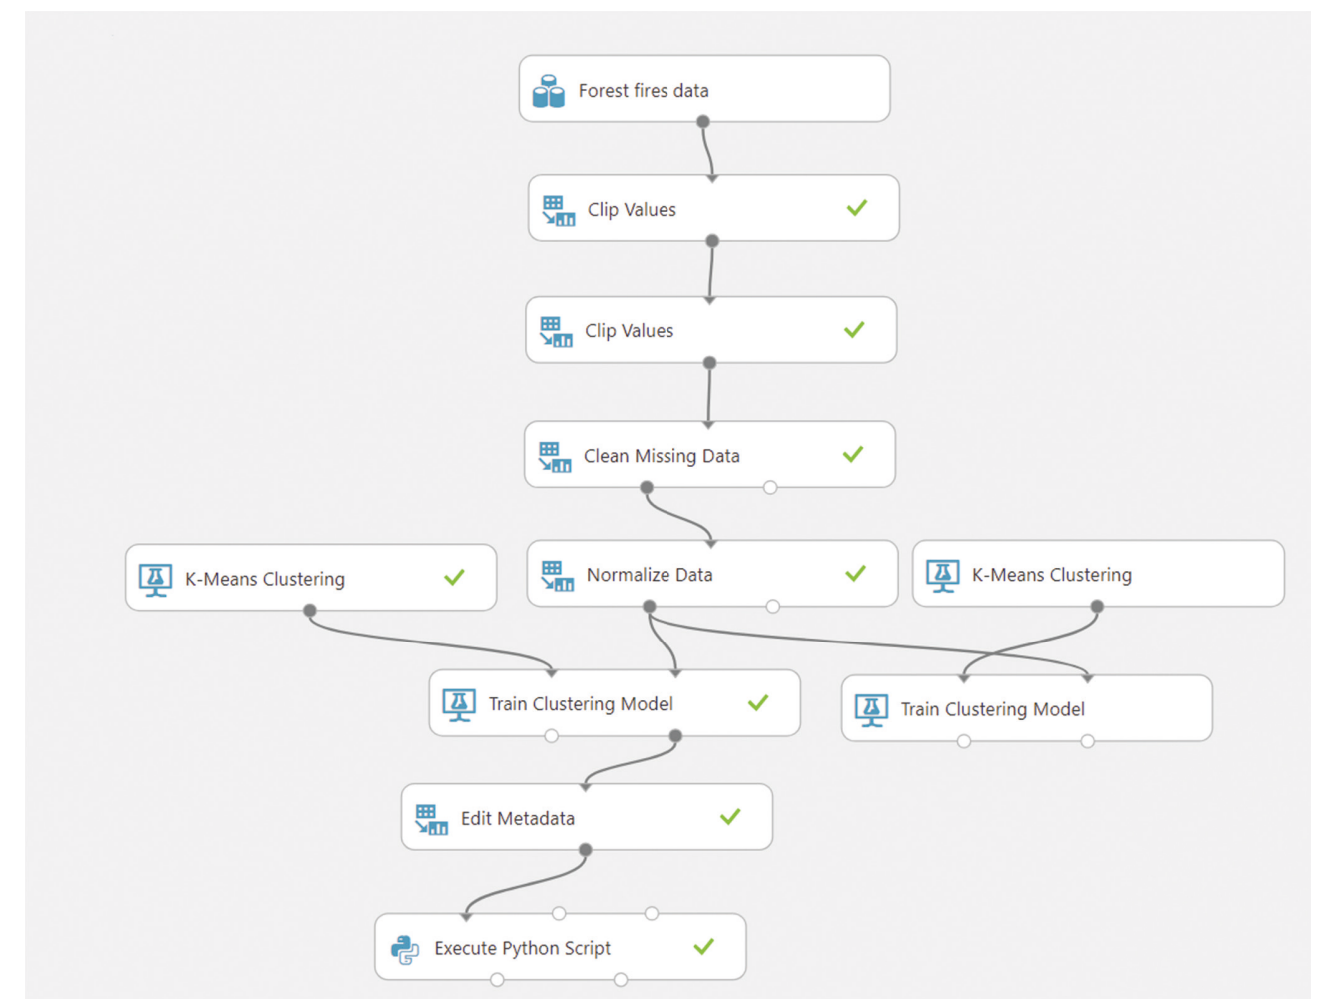 Forest fires data
Clip Values
Clip Values
Clean Missing Data
K-Means Clustering
Normalize Data
K-Means Clustering
Train Clustering Model
Train Clustering Model
Edit Metadata
Execute Python Script